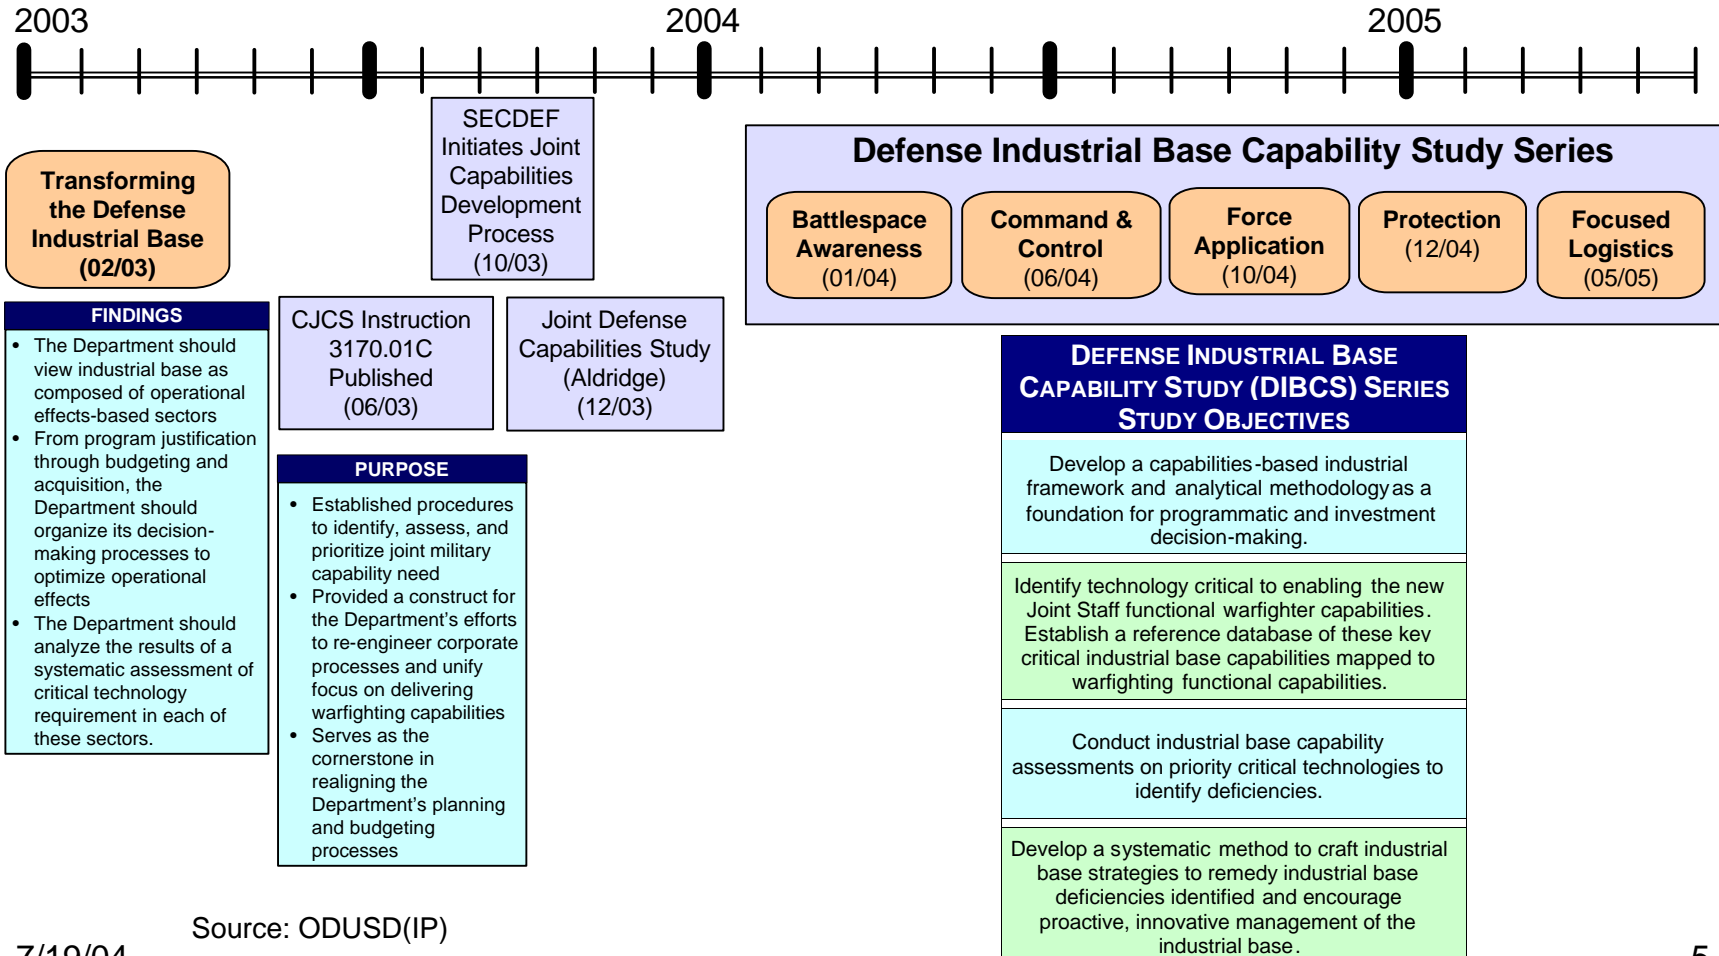 2003
2004
2005
Transforming
the Defense
Industrial Base
(02/03)
SECDEF
Initiates Joint
Capabilities
Development
Process
(10/03)
Defense Industrial Base Capability Study Series
Battlespace
Awareness
(01/04)
Command &
Control
(06/04)
Force
Application
(10/04)
Protection
(12/04)
Focused
Logistics
(05/05)
FINDINGS
• The Department should
view industrial base as
composed of operational
effects-based sectors
• From program justification
through budgeting and
acquisition, the
Department should
organize its decision-
making processes to
optimize operational
effects
• The Department should
analyze the results of a
systematic assessment of
critical technology
requirement in each of
these sectors.
CJCS Instruction
3170.01C
Published
(06/03)
Joint Defense
Capabilities Study
(Aldridge)
(12/03)
PURPOSE
• Established procedures
to identify, assess, and
prioritize joint military
capability need
• Provided a construct for
the Department's efforts
to re-engineer corporate
processes and unify
focus on delivering
warfighting capabilities
• Serves as the
cornerstone in
realigning the
Department's planning
and budgeting
processes
DEFENSE INDUSTRIAL BASE
CAPABILITY STUDY (DIBCS) SERIES
STUDY OBJECTIVES
Develop a capabilities-based industrial
framework and analytical methodology as a
foundation for programmatic and investment
decision-making.
Identify technology critical to enabling the new
Joint Staff functional warfighter capabilities.
Establish a reference database of these key
critical industrial base capabilities mapped to
warfighting functional capabilities.
Conduct industrial base capability
assessments on priority critical technologies to
identify deficiencies.
Develop a systematic method to craft industrial
base strategies to remedy industrial base
deficiencies identified and encourage
proactive, innovative management of the
industrial base.
Source: ODUSD(IP)
7/19/04
5